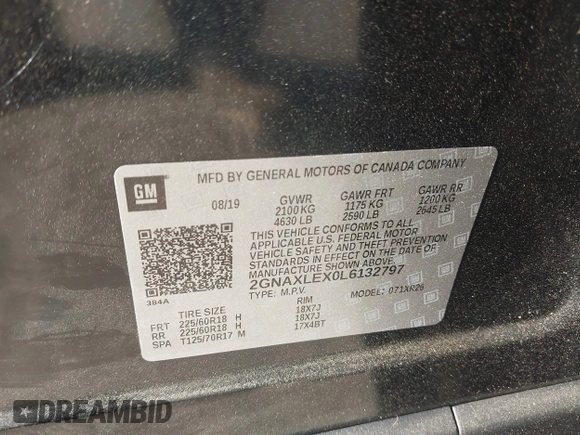 GM
MFD BY GENERAL MOTORS OF CANADA COMPANY
08/19 GVWR GAWR FRT GAWR RR
2100 KG 1175 KG 1200 KG
4630 LB 2590 LB 2645 LB
THIS VEHICLE CONFORMS TO ALL
APPLICABLE U.S. FEDERAL MOTOR
VEHICLE SAFETY AND THEFT PREVENTION
STANDARDS IN EFFECT ON THE DATE OF
MANUFACTURE SHOWN ABOVE.
2GNAXLEX0L6132797
384A
TYPE: M.P.V. MODEL: 071XR26
TIRE SIZE RIM
FRT 225/60R18 H 18X7J
RR 225/60R18 H 18X7J
SPA T125/70R17 M 17X4BT
DREAMBID